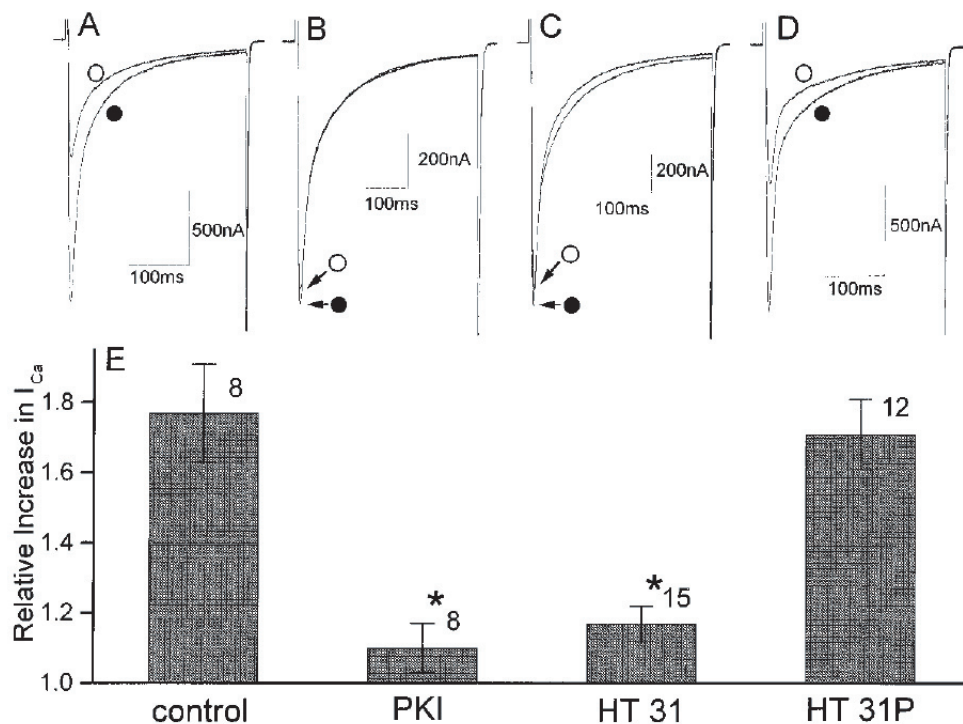 A
B
C
D
500nA
100ms
200nA
100ms
200nA
100ms
500nA
100ms
E
Relative Increase in I_Ca
1.8
1.6
1.4
1.2
1.0
8
* 8
* 15
12
control
PKI
HT 31
HT 31P